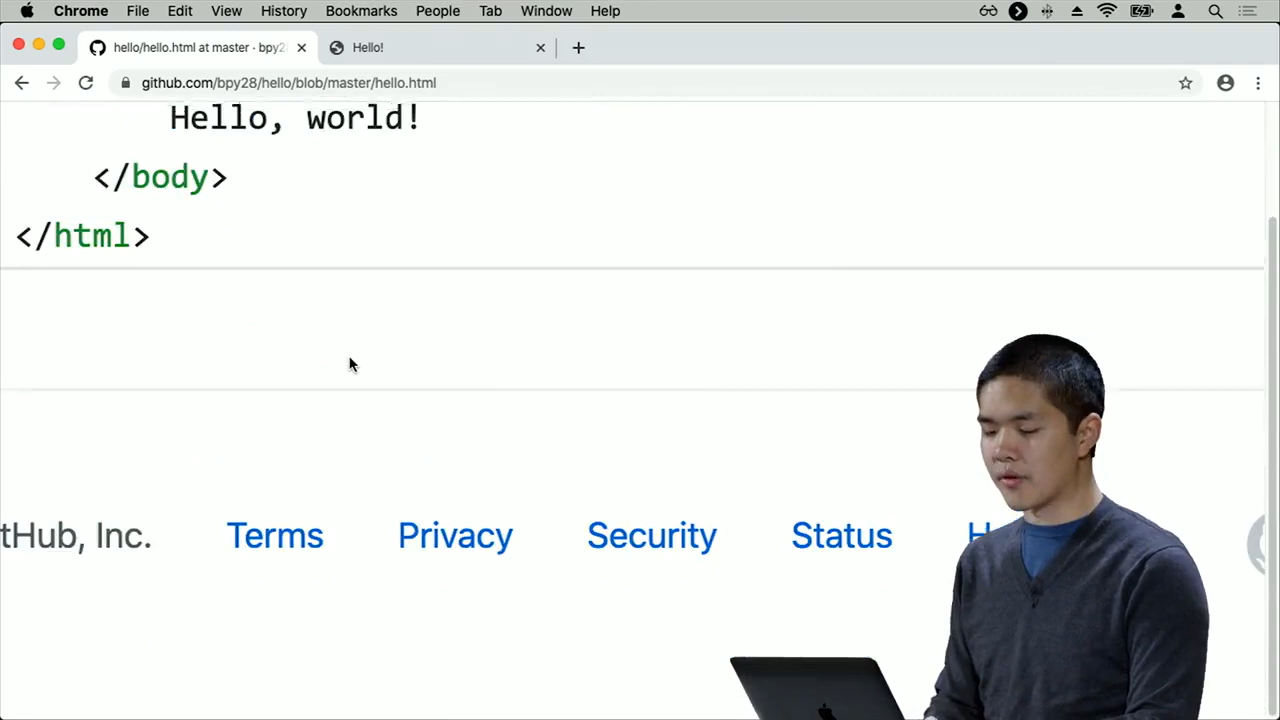 Chrome File Edit View History Bookmarks People Tab Window Help
hello/hello.html at master · bpy2 Hello!
github.com/bpy28/hello/blob/master/hello.html
Hello, world!
</body>
</html>
tHub, Inc. Terms Privacy Security Status H